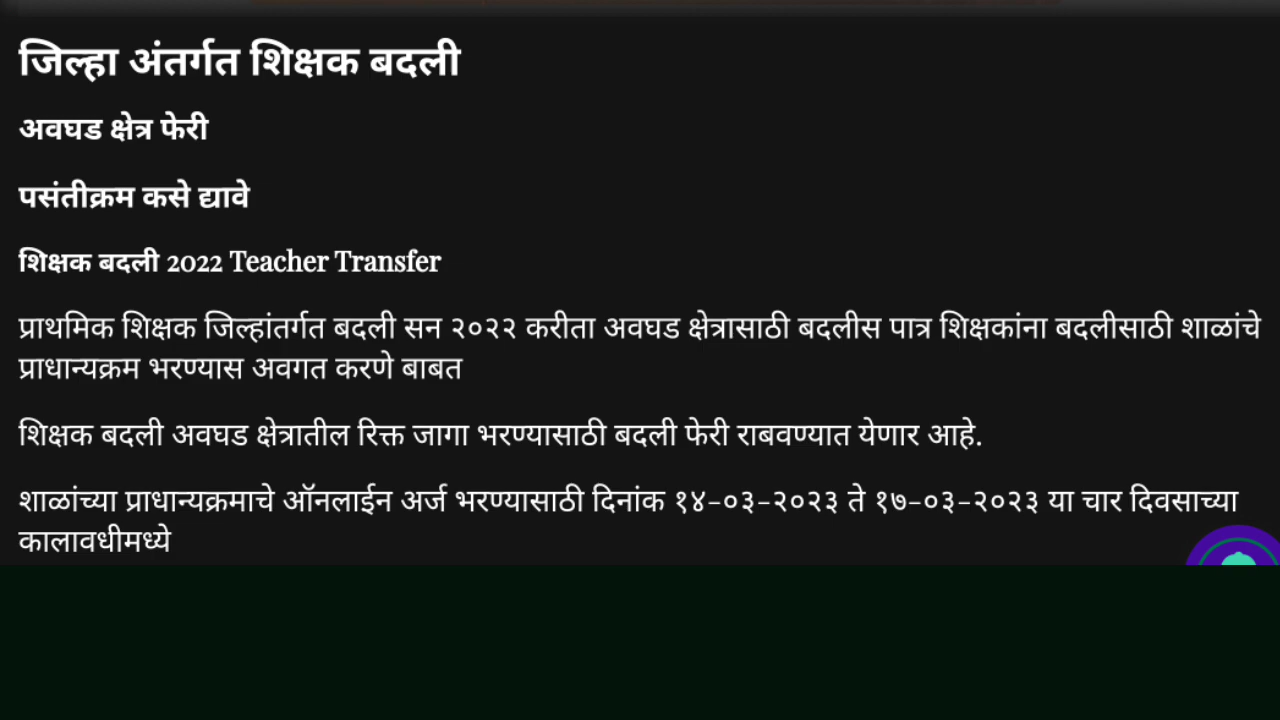 जिल्हा अंतर्गत शिक्षक बदली
अवघड क्षेत्र फेरी
पसंतीक्रम कसे द्यावे
शिक्षक बदली 2022 Teacher Transfer
प्राथमिक शिक्षक जिल्हांतर्गत बदली सन २०२२ करीता अवघड क्षेत्रासाठी बदलीस पात्र शिक्षकांना बदलीसाठी शाळांचे
प्राधान्यक्रम भरण्यास अवगत करणे बाबत
शिक्षक बदली अवघड क्षेत्रातील रिक्त जागा भरण्यासाठी बदली फेरी राबवण्यात येणार आहे.
शाळांच्या प्राधान्यक्रमाचे ऑनलाईन अर्ज भरण्यासाठी दिनांक १४-०३-२०२३ ते १७-०३-२०२३ या चार दिवसाच्या
कालावधीमध्ये